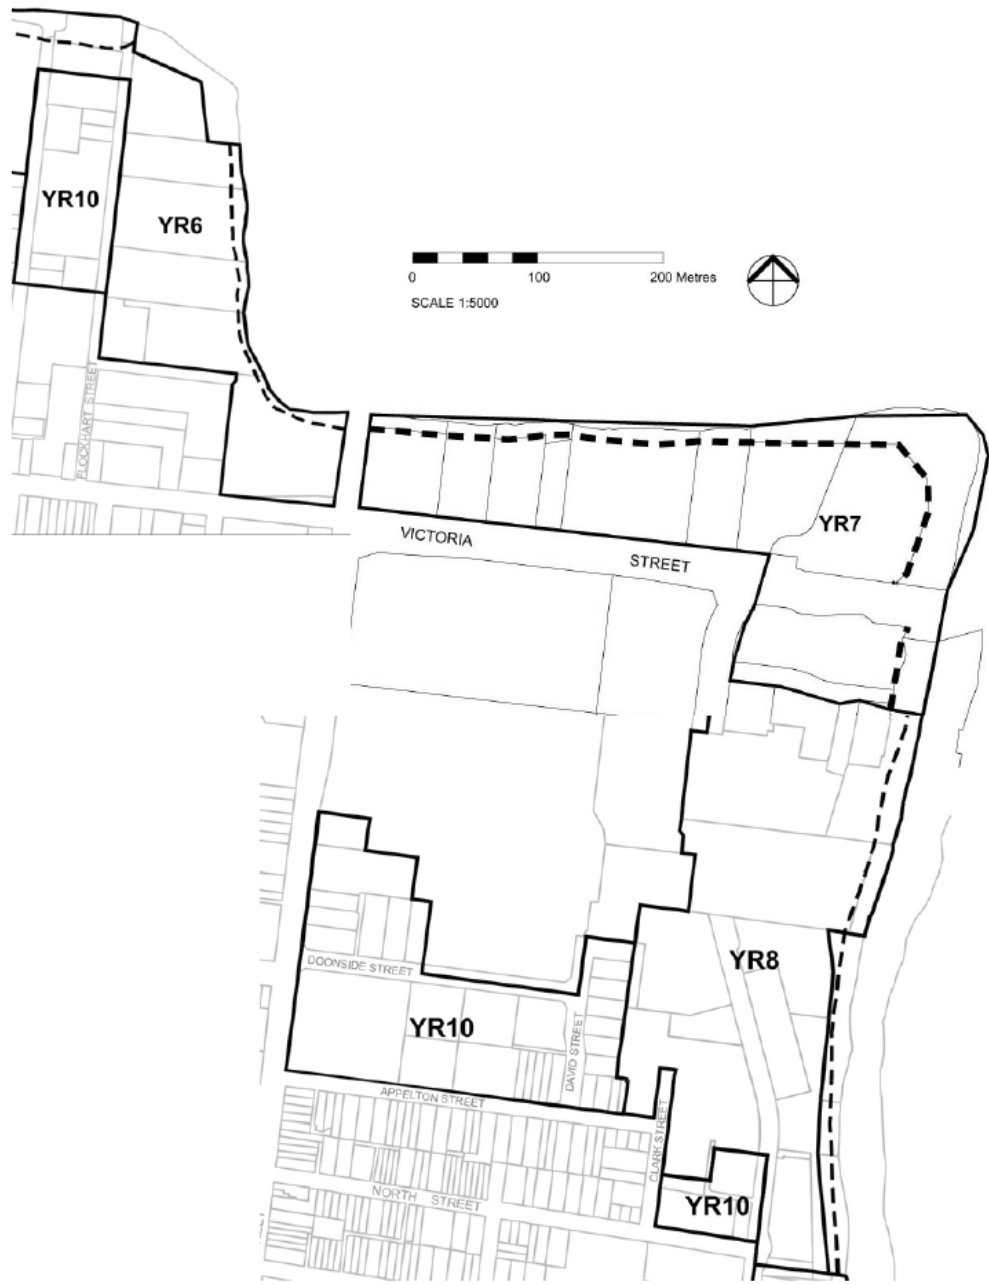 YR10
YR6
0 100 200 Metres
SCALE 1:5000
FLOCKHART STREET
VICTORIA STREET
YR7
YR8
DOONSIDE STREET
YR10
DAVID STREET
APPELTON STREET
CLARK STREET
NORTH STREET
YR10